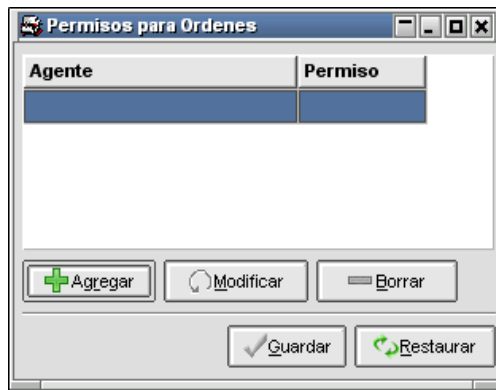 Permisos para Ordenes
Agente Permiso
Agregar Modificar Borrar
Guardar Restaurar